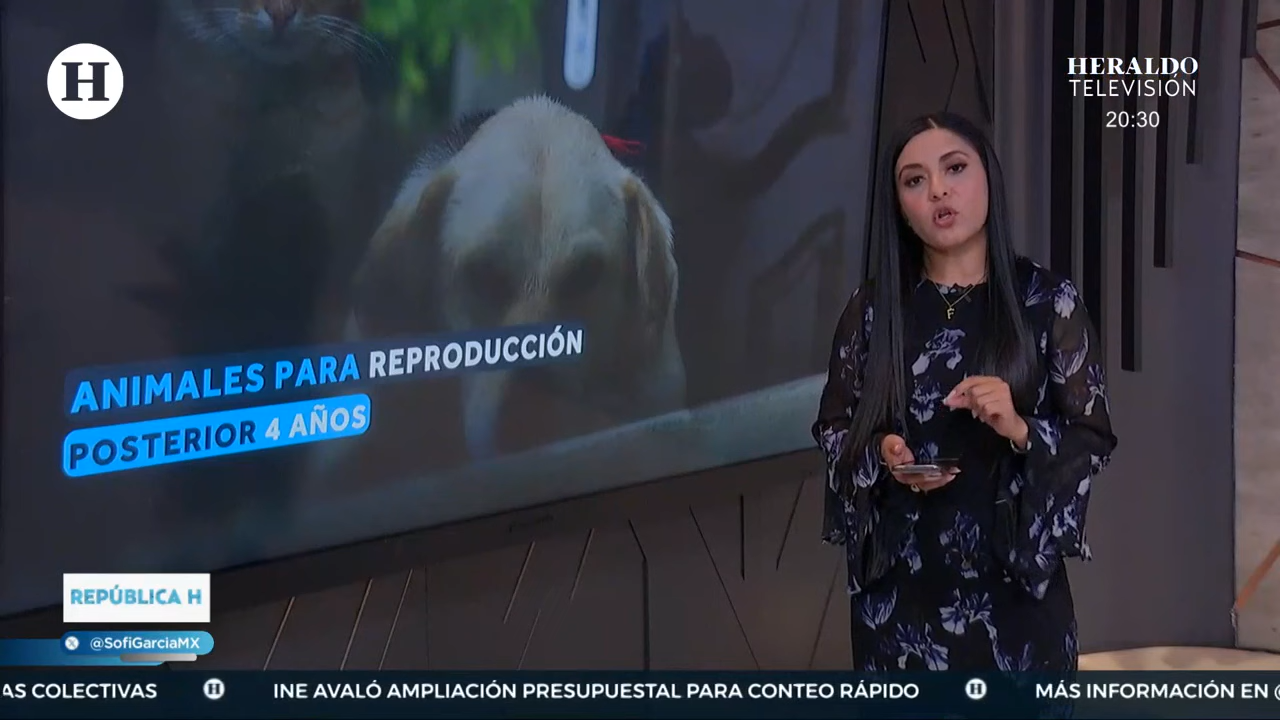 H
HERALDO
TELEVISIÓN
20:30
ANIMALES PARA REPRODUCCIÓN
POSTERIOR 4 AÑOS
F
REPÚBLICA H
X @SofiGarciaMX
AS COLECTIVAS H INE AVALÓ AMPLIACIÓN PRESUPUESTAL PARA CONTEO RÁPIDO H MÁS INFORMACIÓN EN @